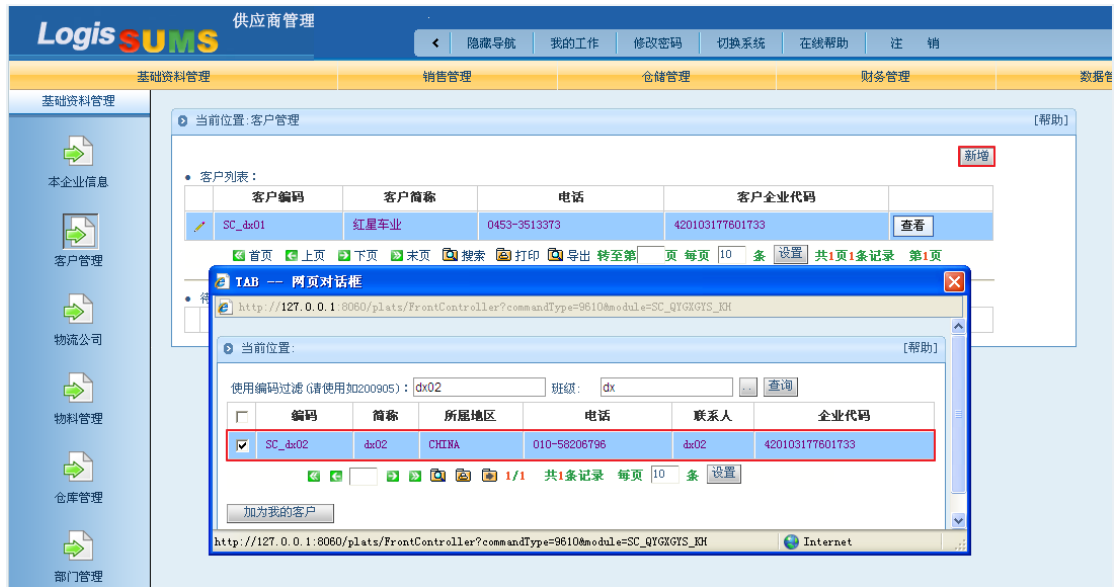 Logis SUMS 供应商管理
隐藏导航 我的工作 修改密码 切换系统 在线帮助 注 销
基础资料管理 销售管理 仓储管理 财务管理 数据管
基础资料管理
本企业信息
客户管理
物流公司
物料管理
仓库管理
部门管理
当前位置:客户管理 [帮助]
新增
客户列表：
客户编码 客户简称 电话 客户企业代码
SC_dx01 红星车业 0453-3513373 420103177601733 查看
首页 上页 下页 末页 搜索 打印 导出 转至第 页 每页 10 条 设置 共1页1条记录 第1页
待
TAB -- 网页对话框
http://127.0.0.1:8060/plats/FrontController?commandType=9610&module=SC_QYGXGYS_KH
当前位置: [帮助]
使用编码过滤(请使用如200905)：dx02 班级: dx .. 查询
编码 简称 所属地区 电话 联系人 企业代码
SC_dx02 dx02 CHINA 010-58206796 dx02 420103177601733
1/1 共1条记录 每页 10 条 设置
加为我的客户
http://127.0.0.1:8060/plats/FrontController?commandType=9610&module=SC_QYGXGYS_KH Internet